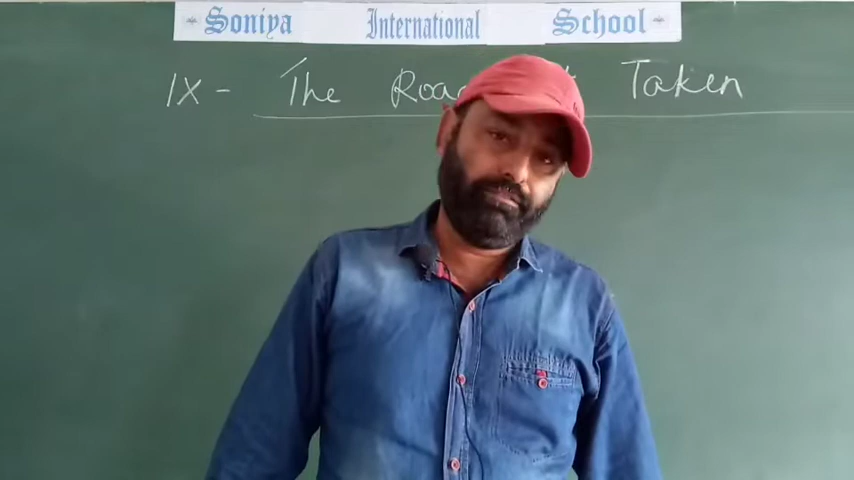 Soniya International School
IX - The Taken